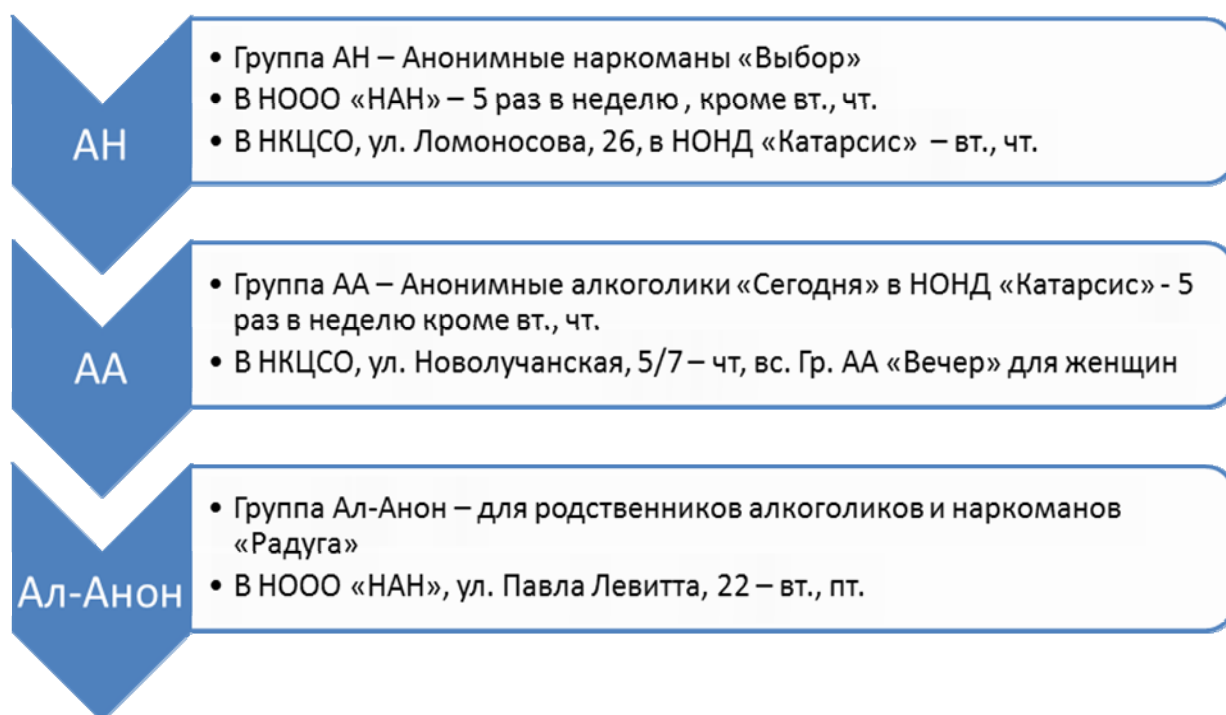 АН
• Группа АН – Анонимные наркоманы «Выбор»
• В НООО «НАН» – 5 раз в неделю , кроме вт., чт.
• В НКЦСО, ул. Ломоносова, 26, в НОНД «Катарсис» – вт., чт.
АА
• Группа АА – Анонимные алкоголики «Сегодня» в НОНД «Катарсис» - 5
раз в неделю кроме вт., чт.
• В НКЦСО, ул. Новолучанская, 5/7 – чт, вс. Гр. АА «Вечер» для женщин
Ал-Анон
• Группа Ал-Анон – для родственников алкоголиков и наркоманов
«Радуга»
• В НООО «НАН», ул. Павла Левитта, 22 – вт., пт.